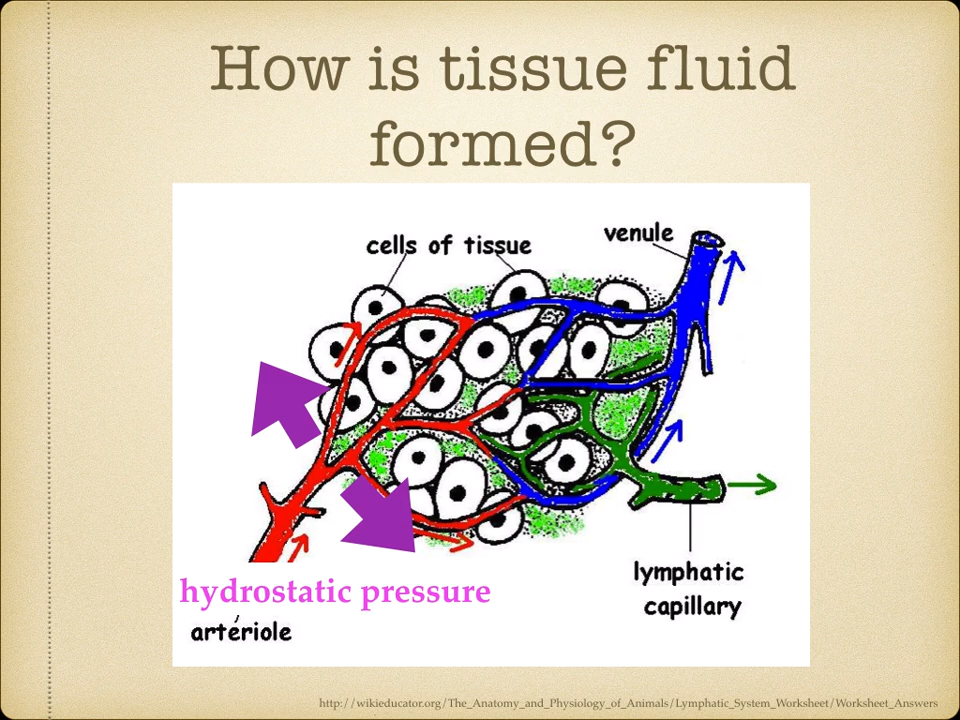 How is tissue fluid
formed?
cells of tissue
venule
hydrostatic pressure
arteriole
lymphatic
capillary
http://wikieducator.org/The_Anatomy_and_Physiology_of_Animals/Lymphatic_System_Worksheet/Worksheet_Answers